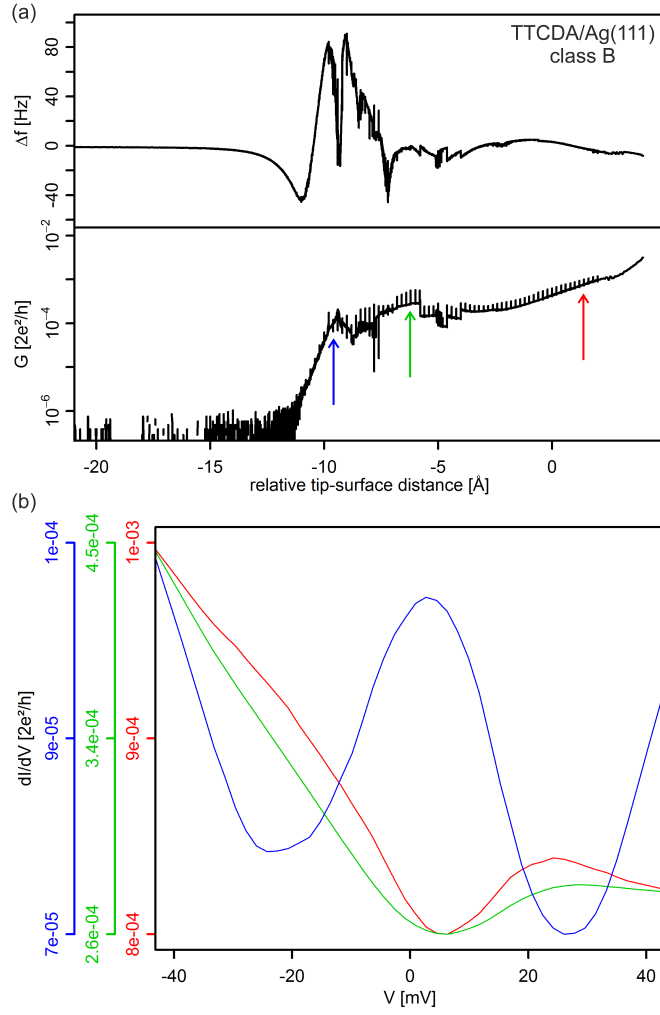 (a)
TTCDA/Ag(111)
class B
Δf [Hz]
80
40
0
-40
G [2e²/h]
10⁻²
10⁻⁴
10⁻⁶
-20 -15 -10 -5 0
relative tip-surface distance [Å]
(b)
dI/dV [2e²/h]
1e-04 4.5e-04 1e-03
9e-05 3.4e-04 9e-04
7e-05 2.6e-04 8e-04
-40 -20 0 20 40
V [mV]